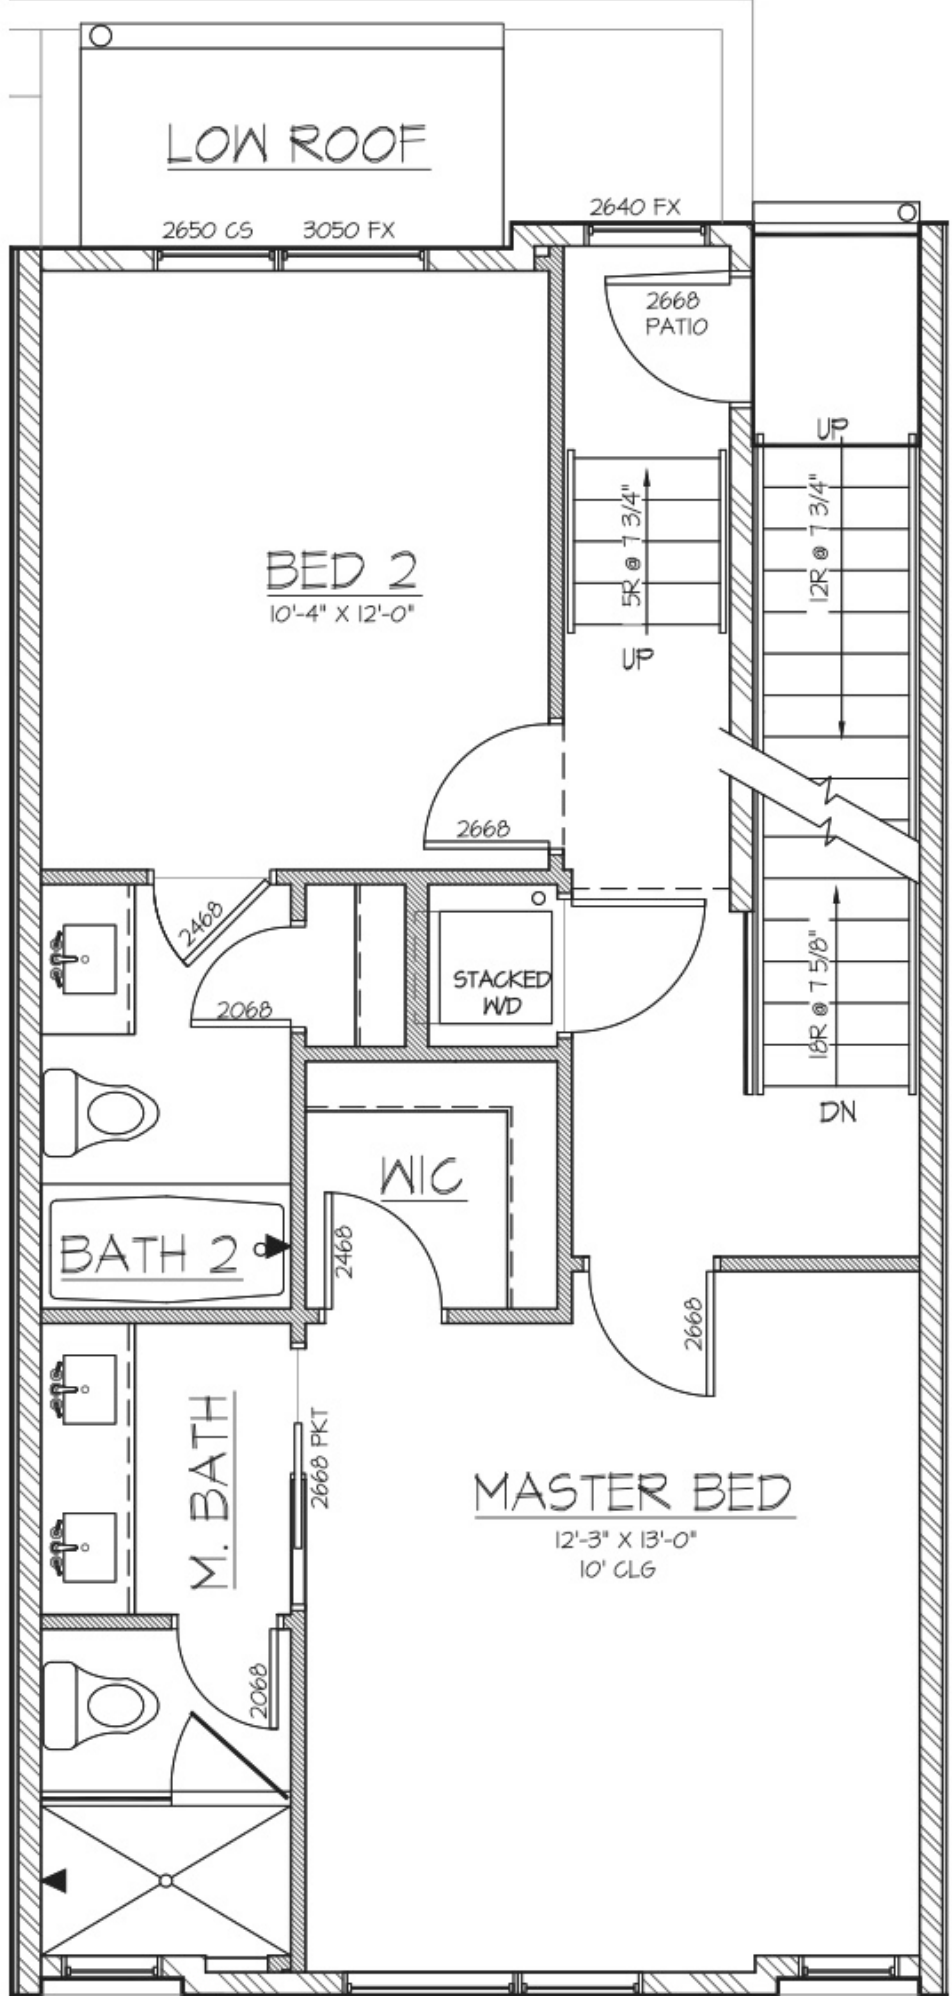 LOW ROOF
2650 CS
3050 FX
2640 FX
2668
PATIO
UP
5R @ 7 3/4"
12R @ 7 3/4"
BED 2
10'-4" X 12'-0"
UP
2668
2468
2068
STACKED
W/D
18R @ 7 5/8"
DN
WIC
2468
BATH 2
2668
M. BATH
2668 PKT
MASTER BED
12'-3" X 13'-0"
10' CLG
2068